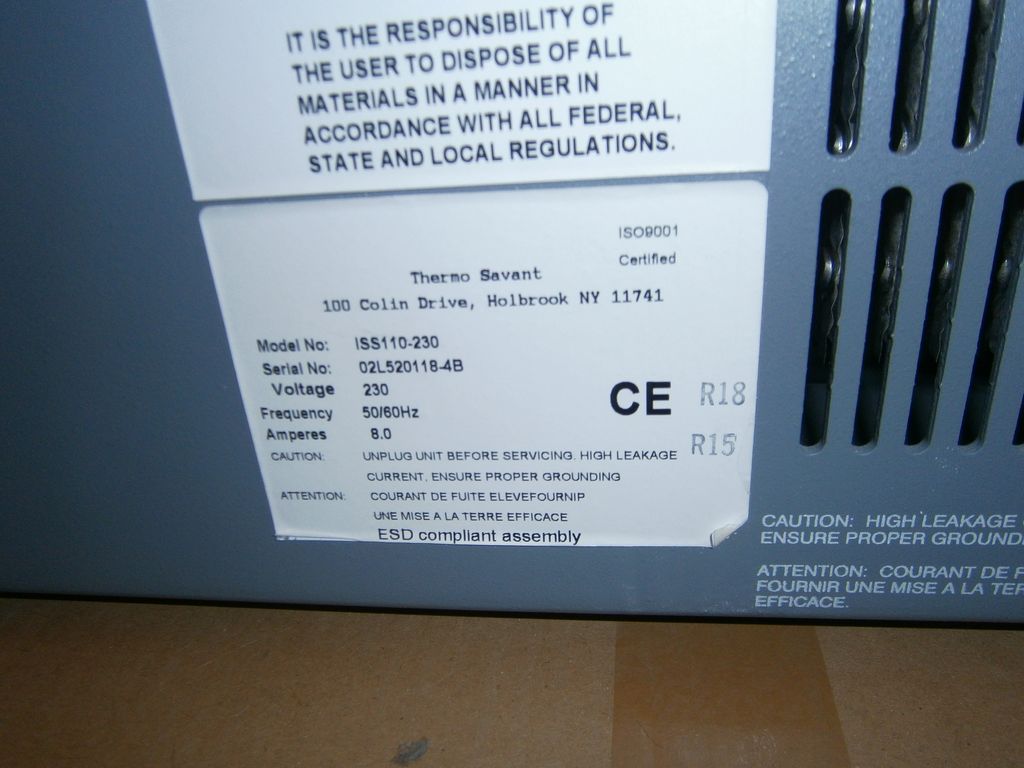 IT IS THE RESPONSIBILITY OF
THE USER TO DISPOSE OF ALL
MATERIALS IN A MANNER IN
ACCORDANCE WITH ALL FEDERAL,
STATE AND LOCAL REGULATIONS.
ISO9001
Certified
Thermo Savant
100 Colin Drive, Holbrook NY 11741
Model No: ISS110-230
Serial No: 02L520118-4B
Voltage 230
Frequency 50/60Hz
Amperes 8.0
CE R18
R15
CAUTION: UNPLUG UNIT BEFORE SERVICING. HIGH LEAKAGE
CURRENT. ENSURE PROPER GROUNDING
ATTENTION: COURANT DE FUITE ELEVEFOURNIP
UNE MISE A LA TERRE EFFICACE
ESD compliant assembly
CAUTION: HIGH LEAKAGE
ENSURE PROPER GROUND
ATTENTION: COURANT DE F
FOURNIR UNE MISE A LA TER
EFFICACE.